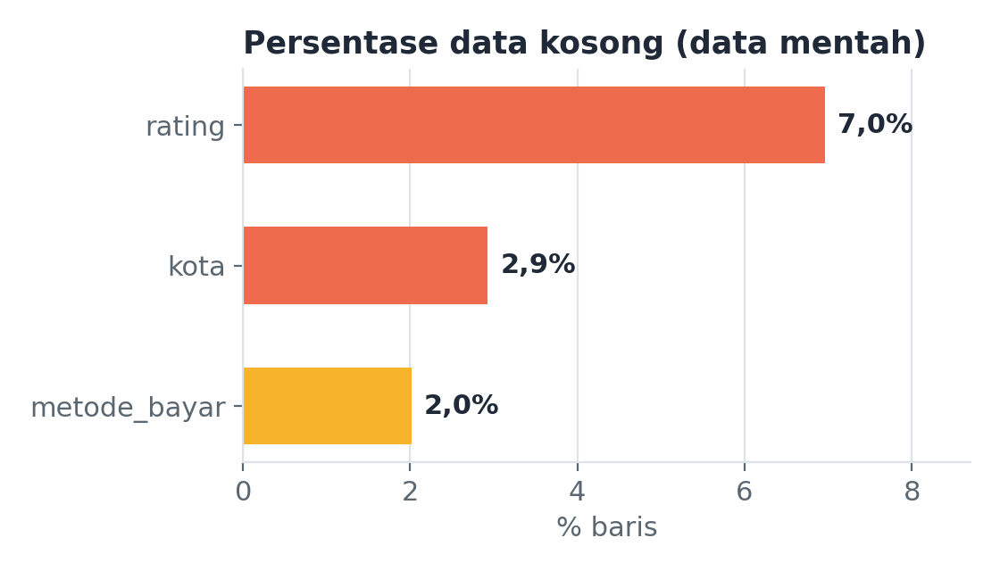 Persentase data kosong (data mentah)
rating
7,0%
kota
2,9%
metode_bayar
2,0%
0 2 4 6 8
% baris